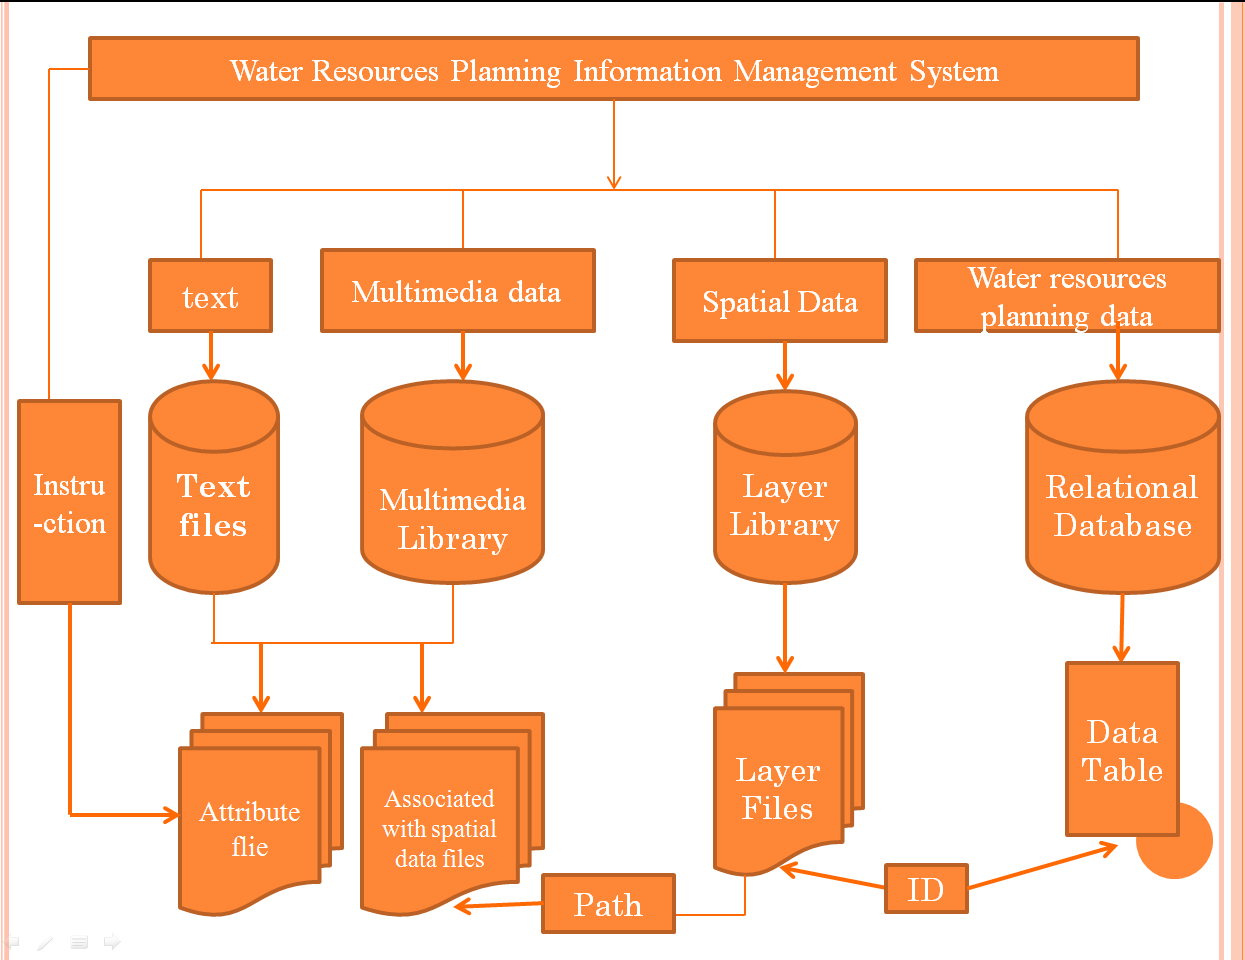 Water Resources Planning Information Management System
text
Multimedia data
Spatial Data
Water resources
planning data
Instru
-ction
Text
files
Multimedia
Library
Layer
Library
Relational
Database
Attribute
flie
Associated
with spatial
data files
Layer
Files
Data
Table
Path
ID